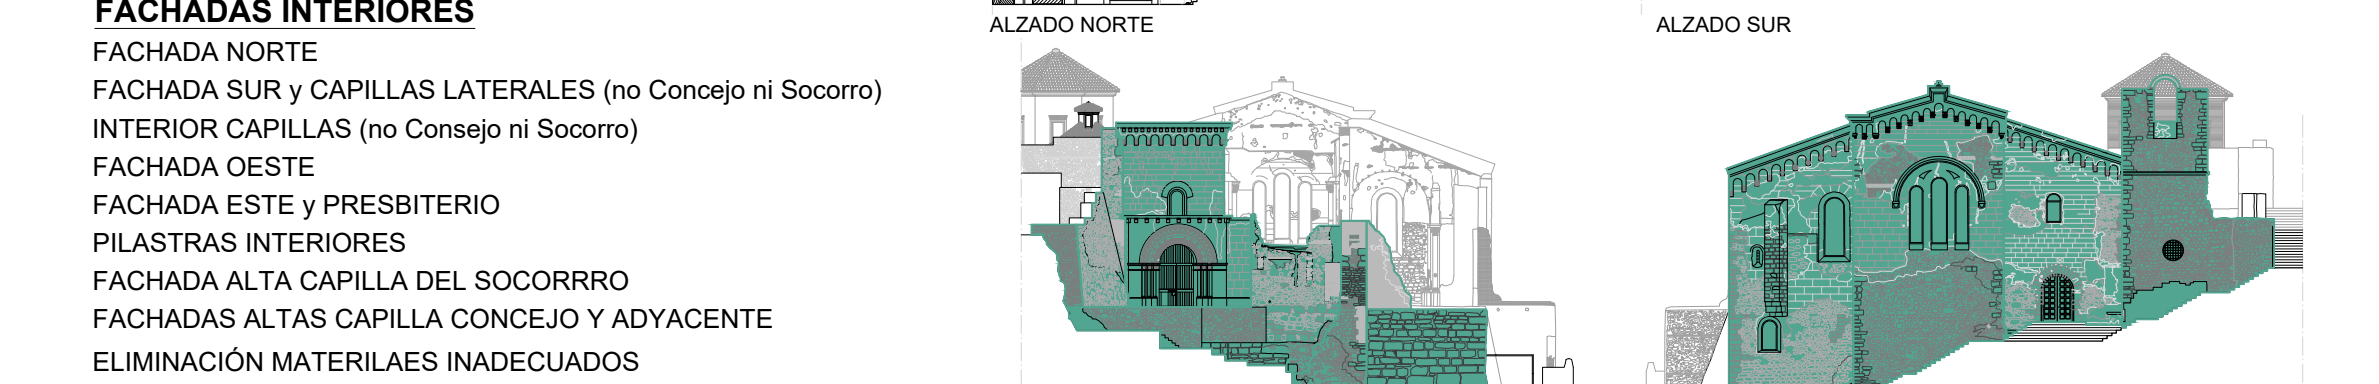 FACHADAS INTERIORES
FACHADA NORTE
FACHADA SUR y CAPILLAS LATERALES (no Concejo ni Socorro)
INTERIOR CAPILLAS (no Consejo ni Socorro)
FACHADA OESTE
FACHADA ESTE y PRESBITERIO
PILASTRAS INTERIORES
FACHADA ALTA CAPILLA DEL SOCORRRO
FACHADAS ALTAS CAPILLA CONCEJO Y ADYACENTE
ELIMINACIÓN MATERILAES INADECUADOS
ALZADO NORTE
ALZADO SUR